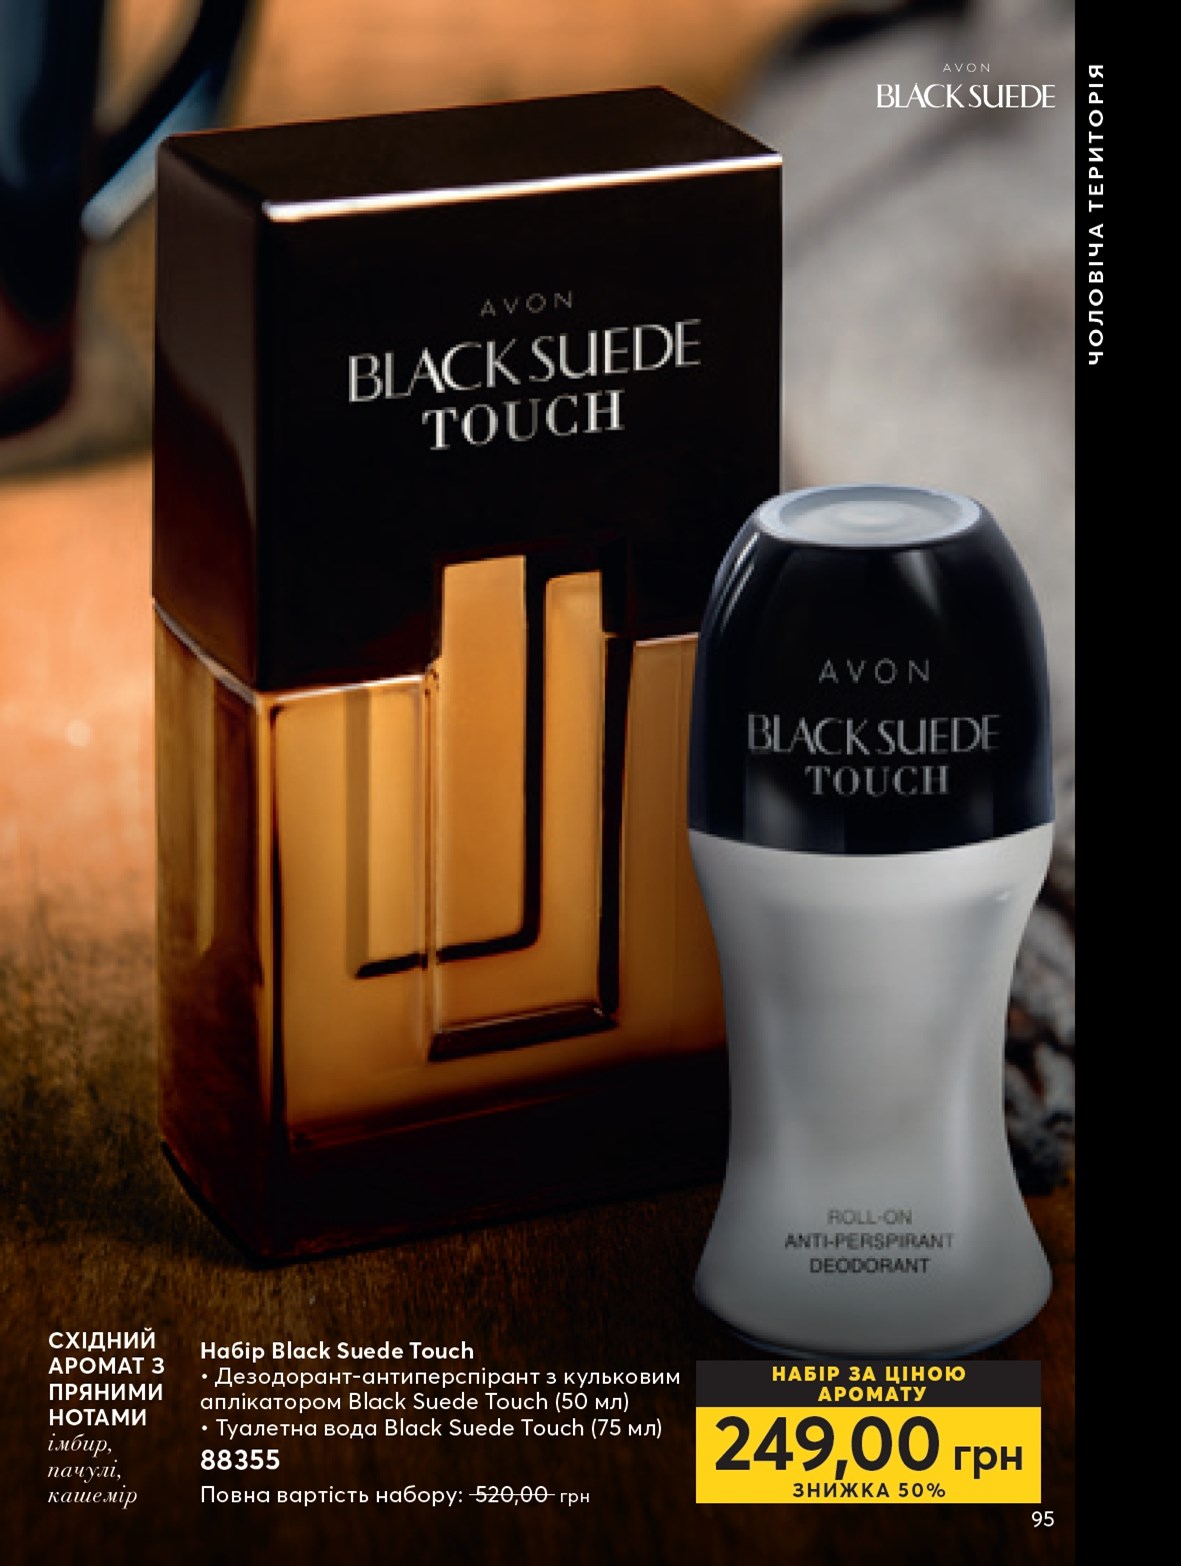 AVON
BLACK SUEDE
ЧОЛОВІЧА ТЕРИТОРІЯ
AVON
BLACK SUEDE
TOUCH
AVON
BLACK SUEDE
TOUCH
ROLL-ON
ANTI-PERSPIRANT
DEODORANT
СХІДНИЙ
АРОМАТ З
ПРЯНИМИ
НОТАМИ
імбир,
пачулі,
кашемір
Набір Black Suede Touch
• Дезодорант-антиперспірант з кульковим
аплікатором Black Suede Touch (50 мл)
• Туалетна вода Black Suede Touch (75 мл)
88355
Повна вартість набору: 520,00 грн
НАБІР ЗА ЦІНОЮ
АРОМАТУ
249,00 грн
ЗНИЖКА 50%
95